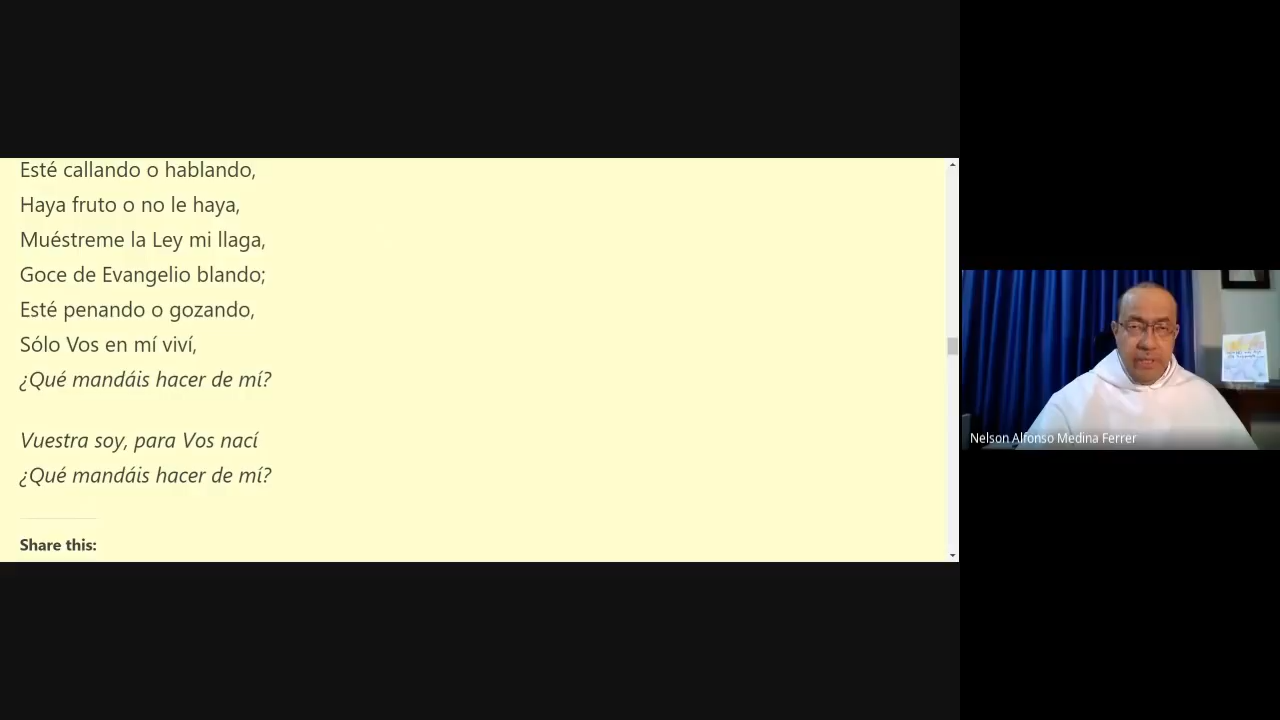 Esté callando o hablando,
Haya fruto o no le haya,
Muéstreme la Ley mi llaga,
Goce de Evangelio blando;
Esté penando o gozando,
Sólo Vos en mí viví,
¿Qué mandáis hacer de mí?
Vuestra soy, para Vos nací
¿Qué mandáis hacer de mí?
Share this:
Nelson Alfonso Medina Ferrer